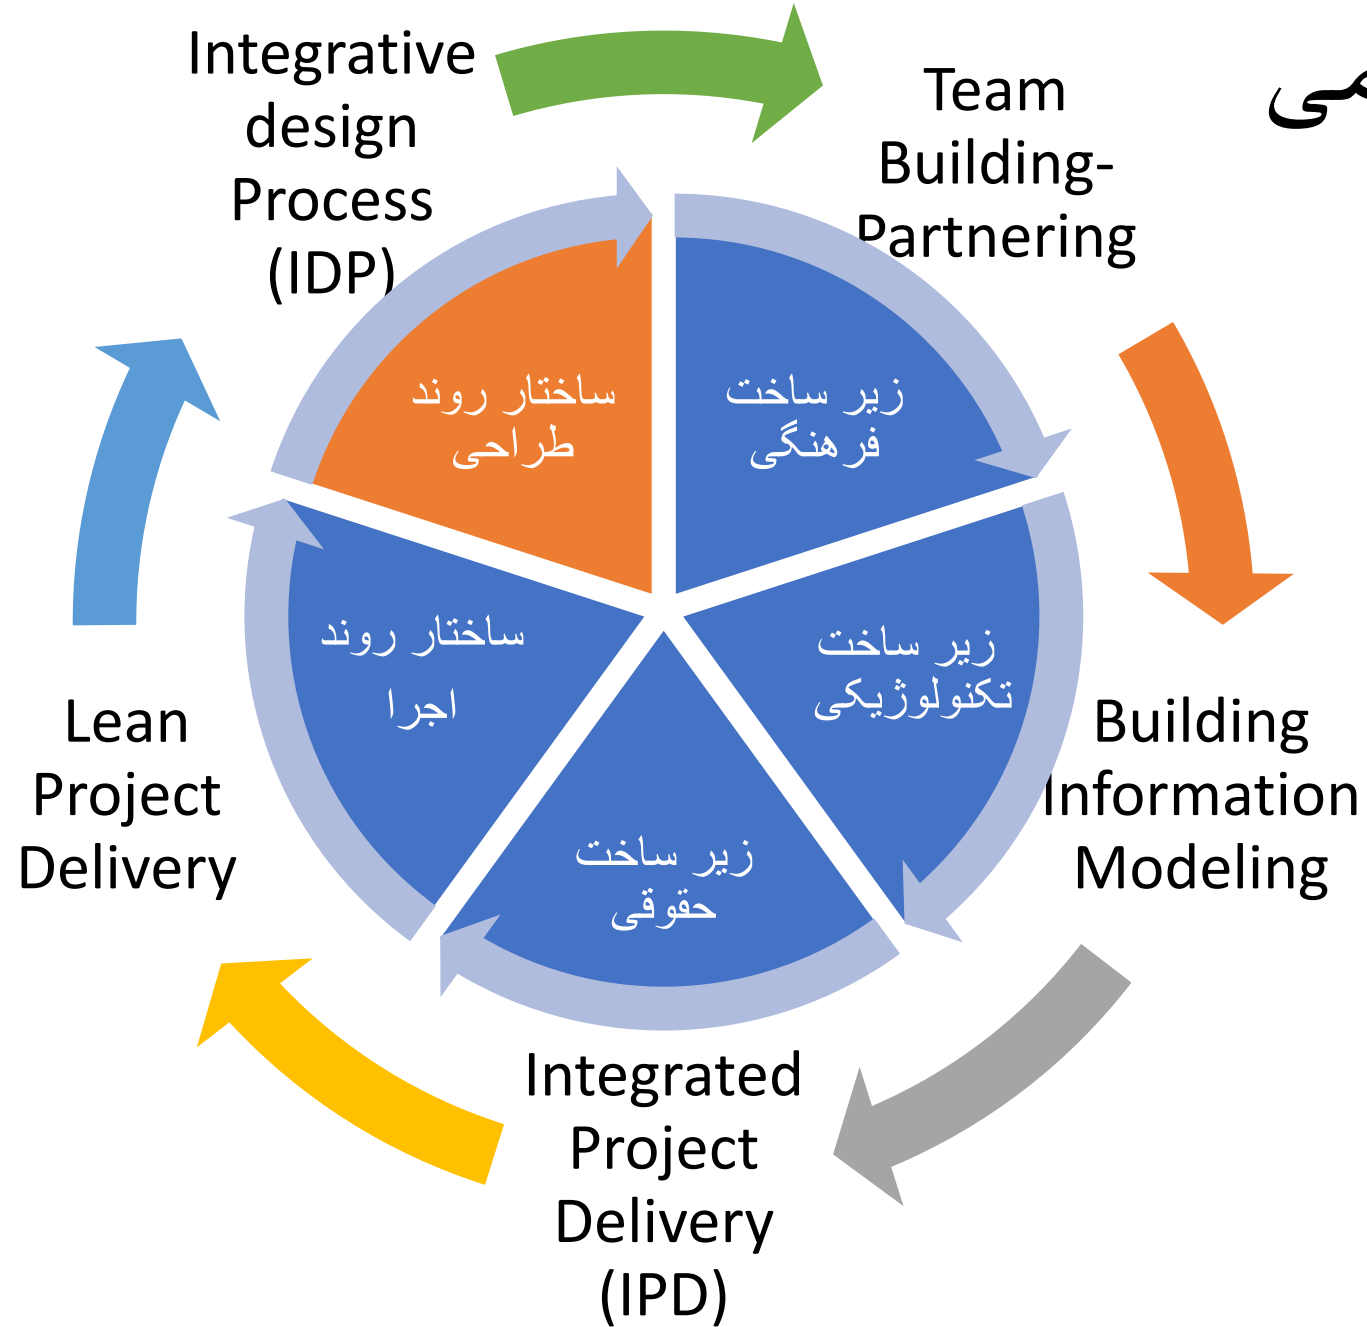 Integrative
design
Process
(IDP)
Team
Building-
Partnering
ساختار روند
طراحی
زیر ساخت
فرهنگی
ساختار روند
اجرا
زیر ساخت
تکنولوژیکی
زیر ساخت
حقوقی
Lean
Project
Delivery
Building
Information
Modeling
Integrated
Project
Delivery
(IPD)